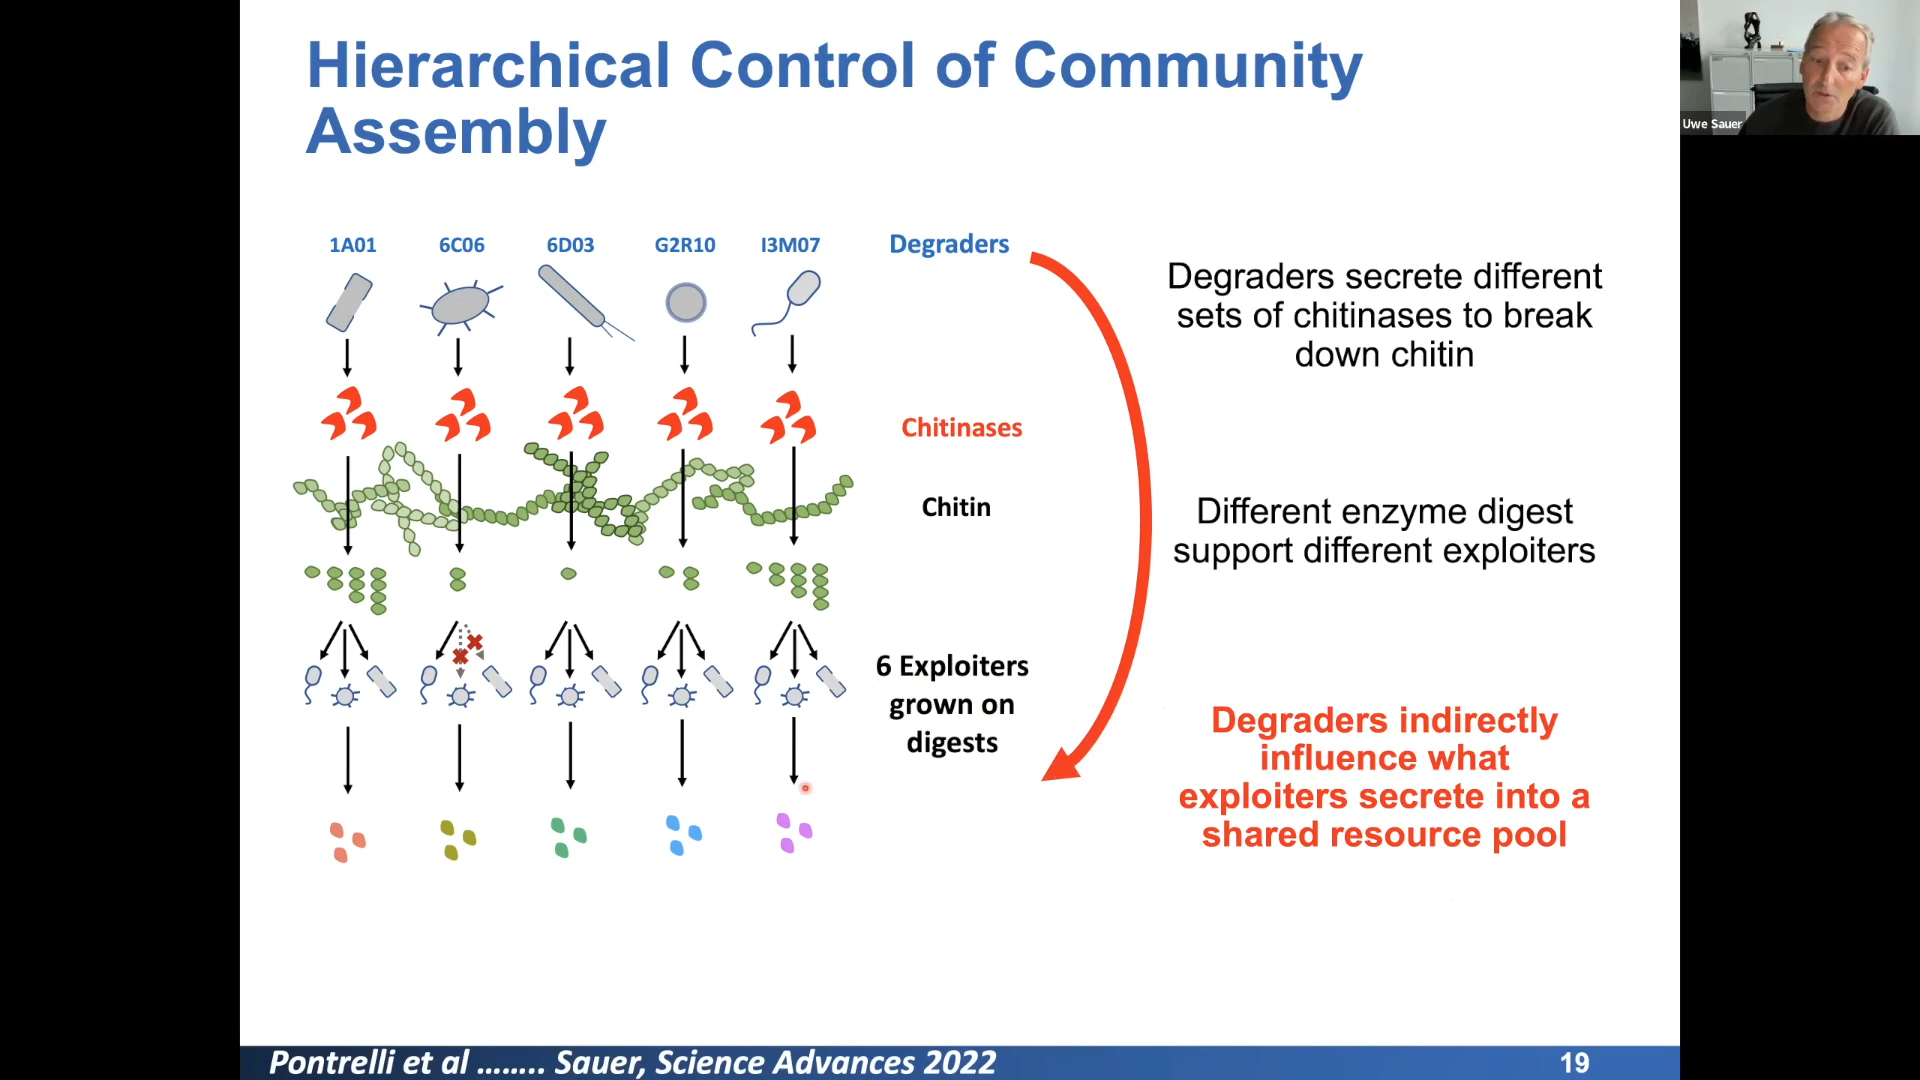 Hierarchical Control of Community
Assembly
Uwe Sauer
1A01
6C06
6D03
G2R10
I3M07
Degraders
Chitinases
Chitin
6 Exploiters
grown on
digests
Degraders secrete different
sets of chitinases to break
down chitin
Different enzyme digest
support different exploiters
Degraders indirectly
influence what
exploiters secrete into a
shared resource pool
Pontrelli et al …….. Sauer, Science Advances 2022
19